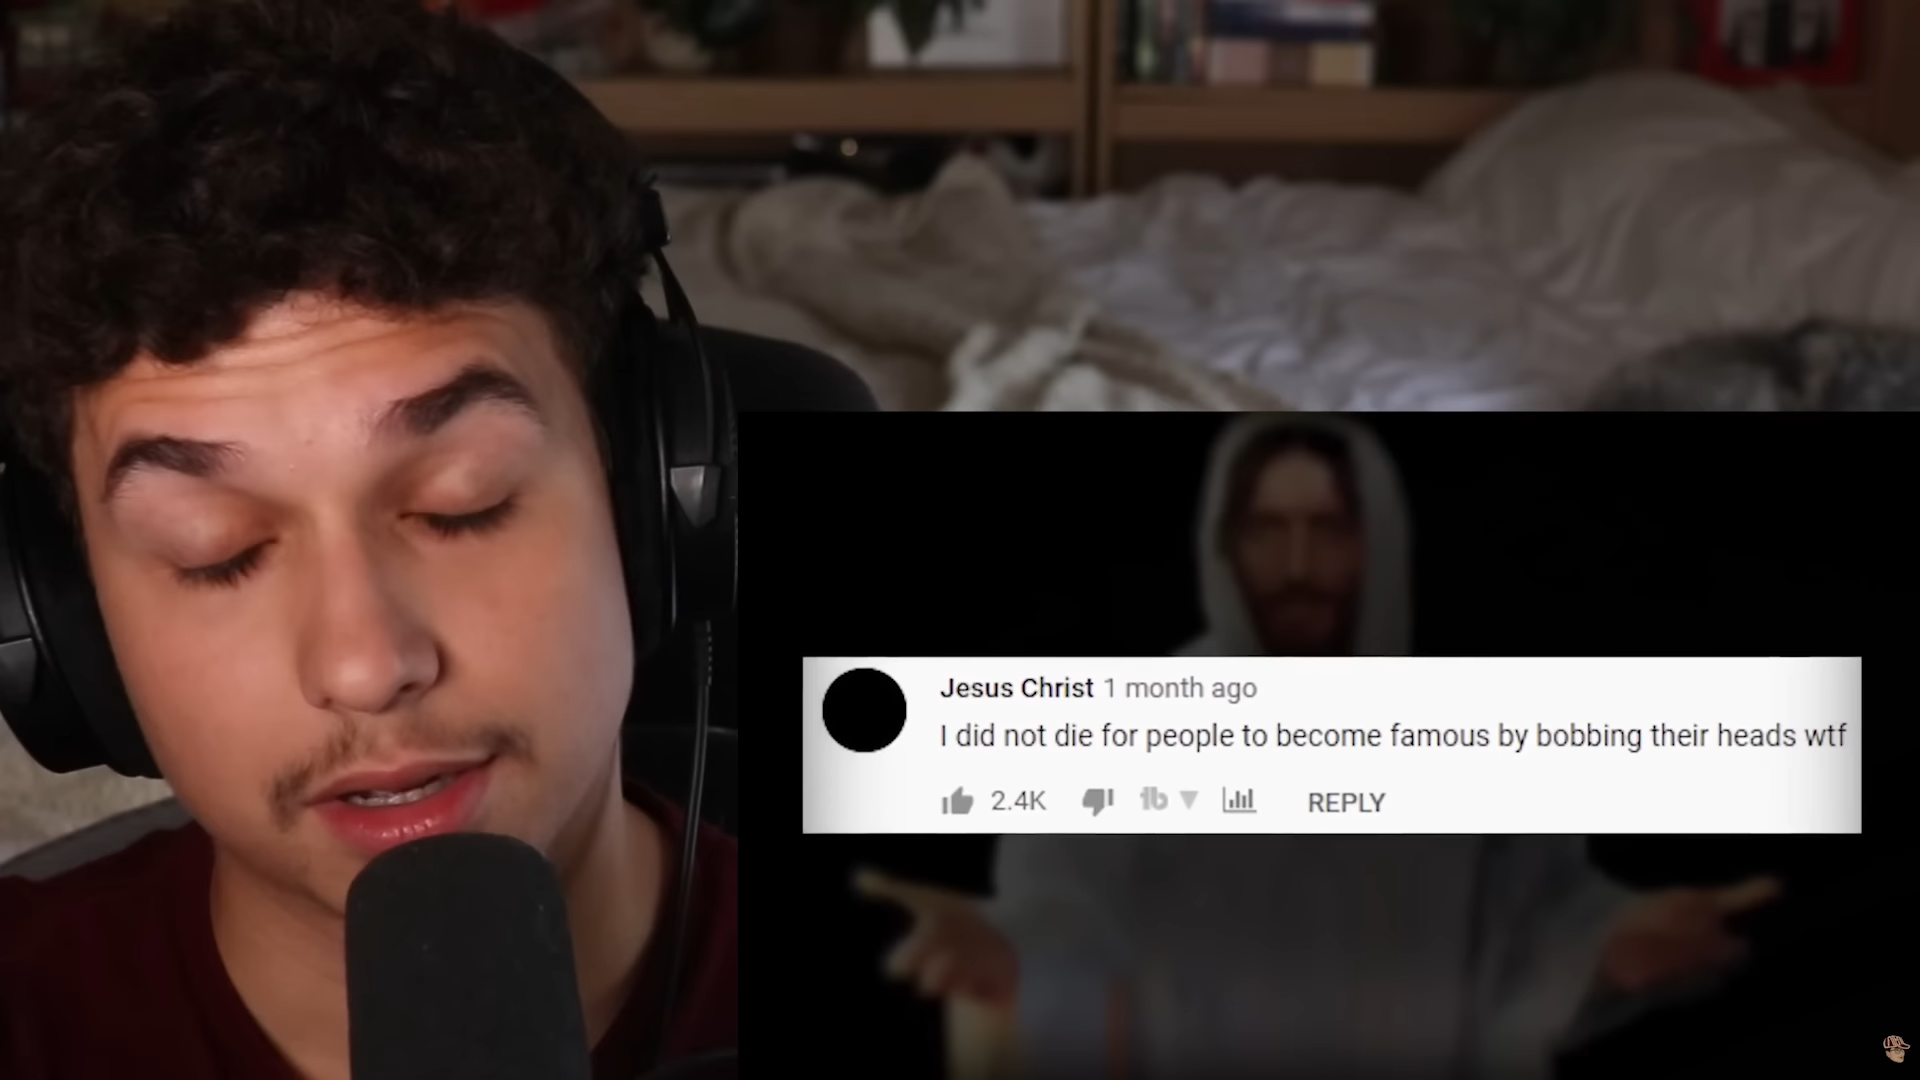 Jesus Christ 1 month ago
I did not die for people to become famous by bobbing their heads wtf
2.4K REPLY